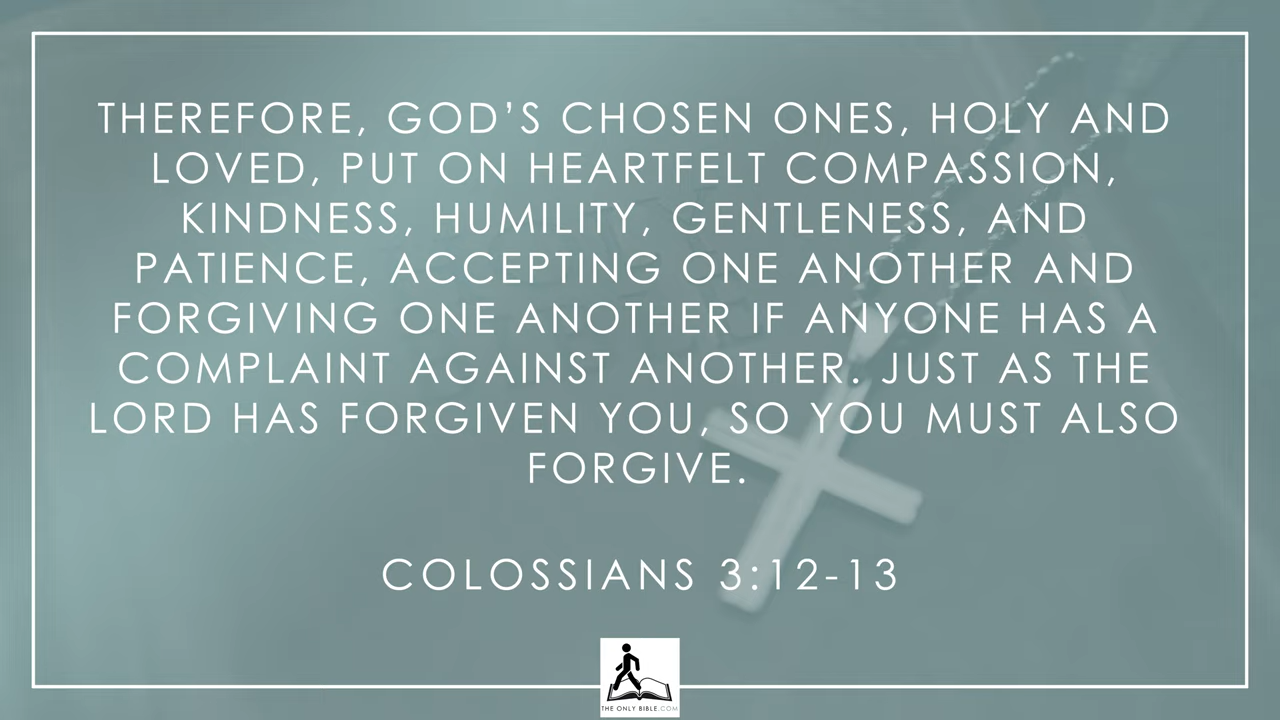 THEREFORE, GOD’S CHOSEN ONES, HOLY AND
LOVED, PUT ON HEARTFELT COMPASSION,
KINDNESS, HUMILITY, GENTLENESS, AND
PATIENCE, ACCEPTING ONE ANOTHER AND
FORGIVING ONE ANOTHER IF ANYONE HAS A
COMPLAINT AGAINST ANOTHER. JUST AS THE
LORD HAS FORGIVEN YOU, SO YOU MUST ALSO
FORGIVE.
COLOSSIANS 3:12-13
THE ONLY BIBLE.COM